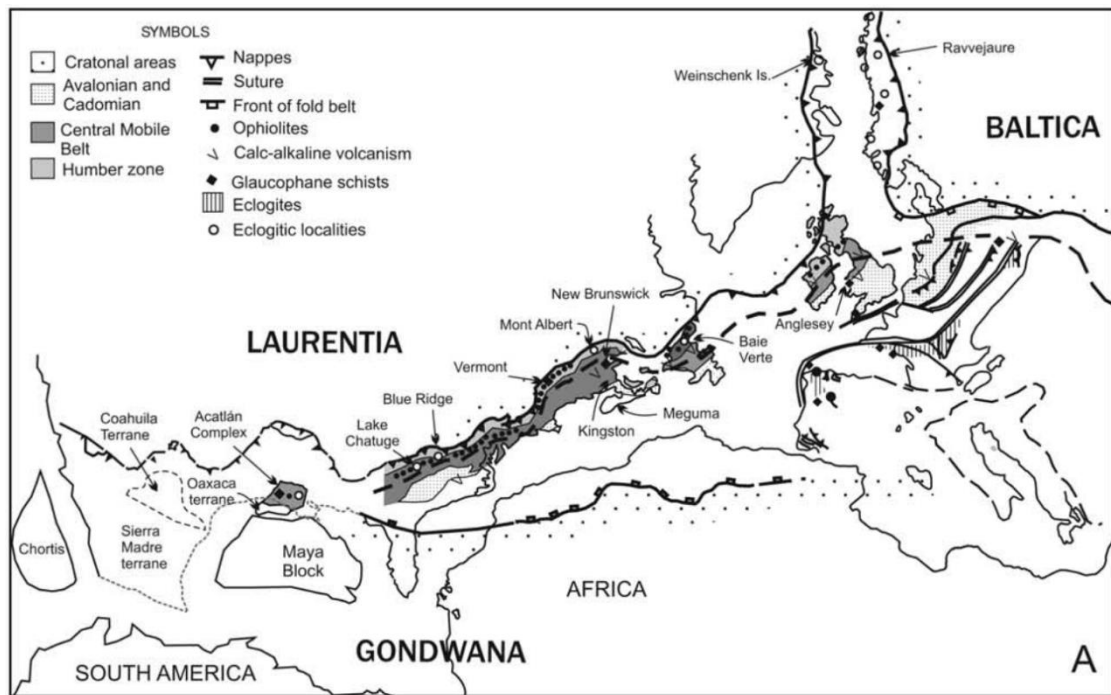 SYMBOLS
Cratonal areas
Avalonian and
Cadomian
Central Mobile
Belt
Humber zone
Nappes
Suture
Front of fold belt
Ophiolites
Calc-alkaline volcanism
Glaucophane schists
Eclogites
Eclogitic localities
Weinschenk Is.
Ravvejaure
BALTICA
New Brunswick
Mont Albert
Anglesey
LAURENTIA
Baie
Verte
Vermont
Blue Ridge
Meguma
Coahuila
Terrane
Acatlán
Complex
Lake
Chatuge
Kingston
Oaxaca
terrane
Chortis
Sierra
Madre
terrane
Maya
Block
AFRICA
GONDWANA
SOUTH AMERICA
A